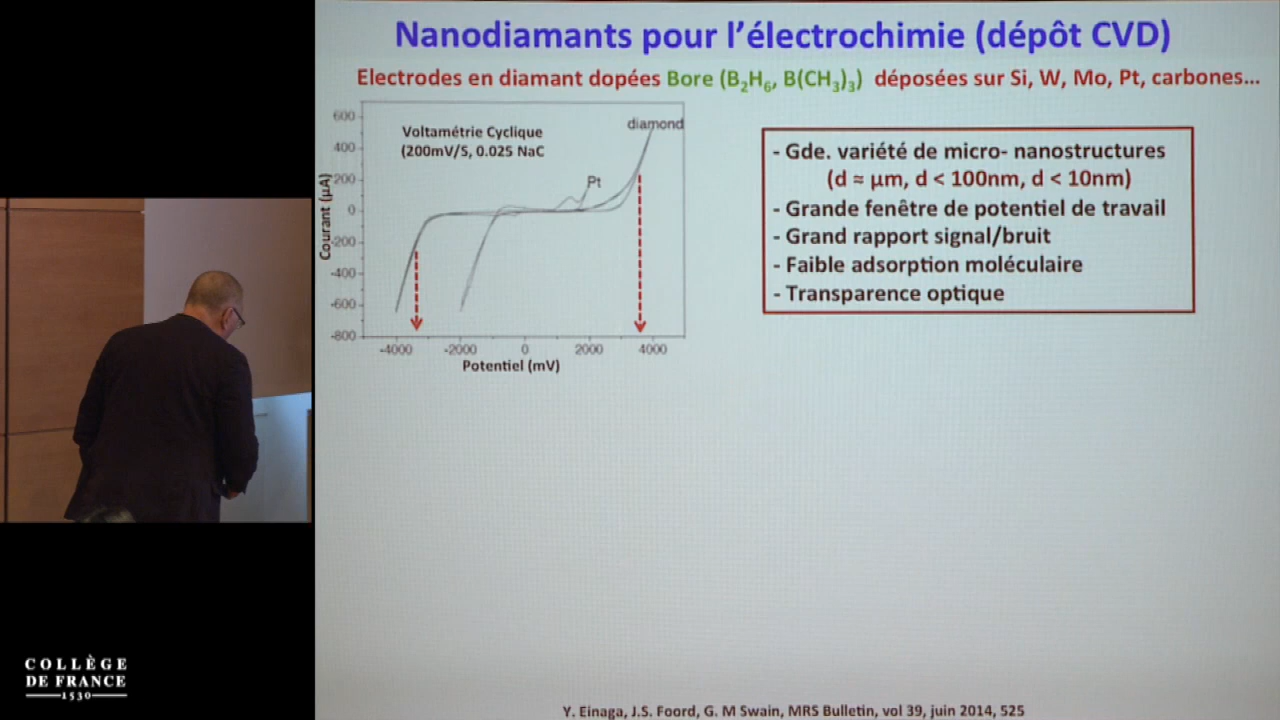 Nanodiamants pour l'électrochimie (dépôt CVD)
Electrodes en diamant dopées Bore (B₂H₆, B(CH₃)₃) déposées sur Si, W, Mo, Pt, carbones...
600
400
200
0
-200
-400
-600
-800
Courant (µA)
Voltamétrie Cyclique
(200mV/S, 0.025 NaC
diamond
Pt
-4000 -2000 0 2000 4000
Potentiel (mV)
- Gde. variété de micro- nanostructures
(d ≈ µm, d < 100nm, d < 10nm)
- Grande fenêtre de potentiel de travail
- Grand rapport signal/bruit
- Faible adsorption moléculaire
- Transparence optique
Y. Einaga, J.S. Foord, G. M Swain, MRS Bulletin, vol 39, juin 2014, 525
COLLÈGE
DE FRANCE
1530